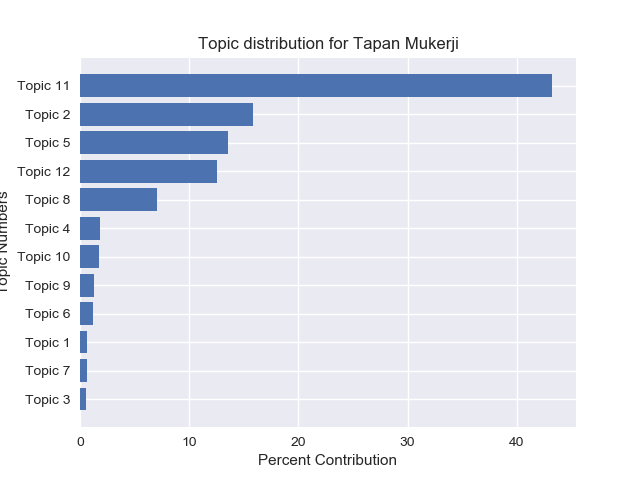 Topic distribution for Tapan Mukerji
Topic 11
Topic 2
Topic 5
Topic 12
Topic 8
Topic 4
Topic 10
Topic 9
Topic 6
Topic 1
Topic 7
Topic 3
Topic Numbers
0 10 20 30 40
Percent Contribution